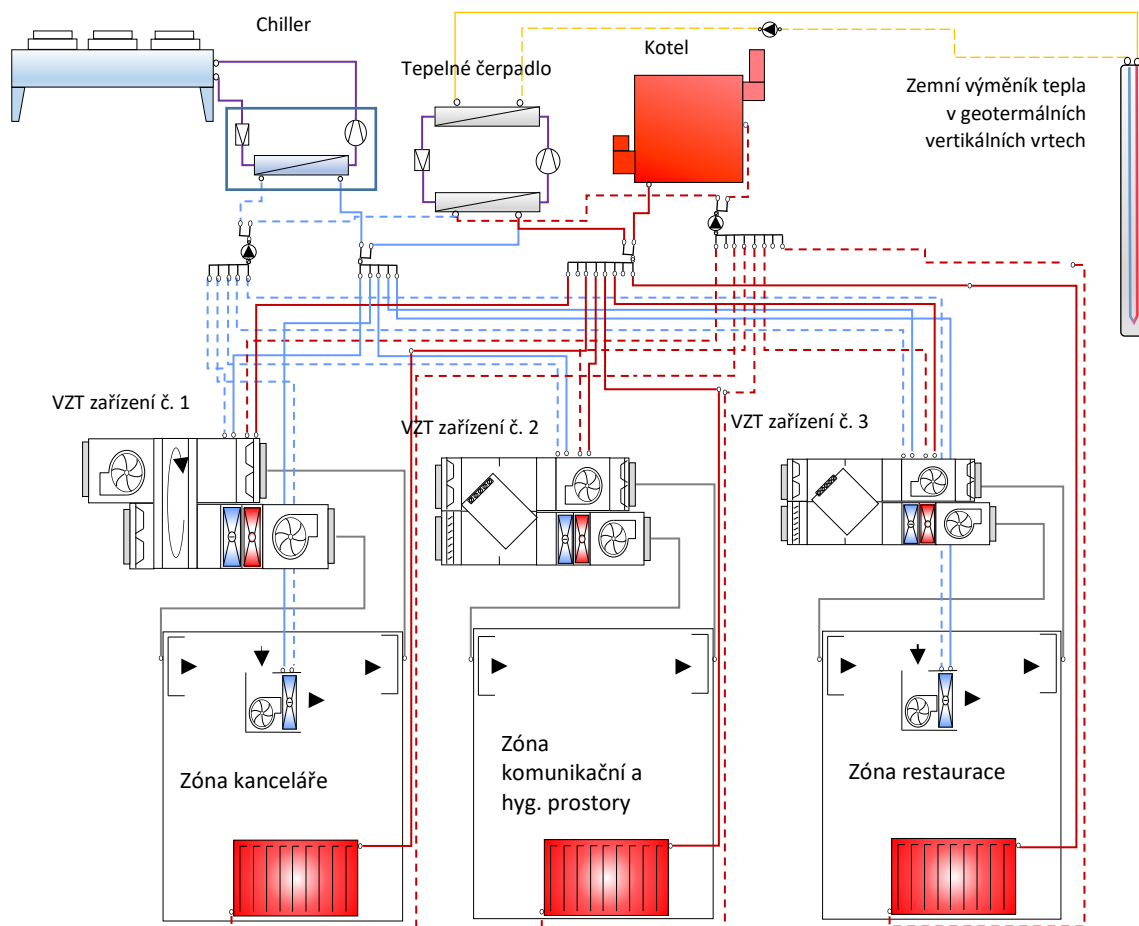 Chiller
Tepelné čerpadlo
Kotel
Zemní výměník tepla
v geotermálních
vertikálních vrtech
VZT zařízení č. 1
VZT zařízení č. 2
VZT zařízení č. 3
Zóna kanceláře
Zóna
komunikační a
hyg. prostory
Zóna restaurace